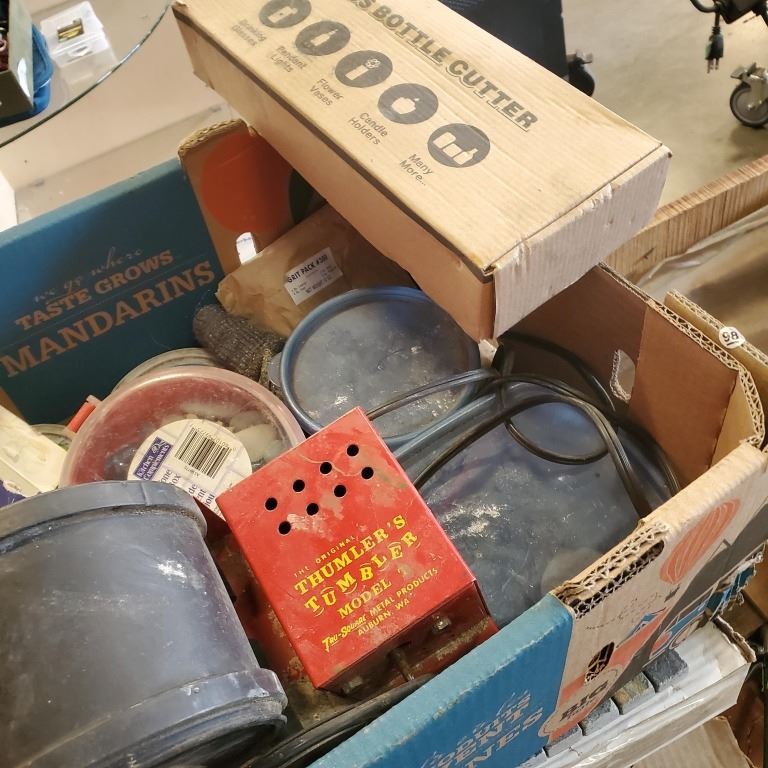 S BOTTLE CUTTER
Drinking
Glasses
Pendant
Lights
Flower
Vases
Candle
Holders
Many
More...
GRIT PACK
we go where
TASTE GROWS
MANDARINS
98
THE ORIGINAL
THUMLER'S
TUMBLER
MODEL T
TRU-SQUARE METAL PRODUCTS
AUBURN, WA
BIG